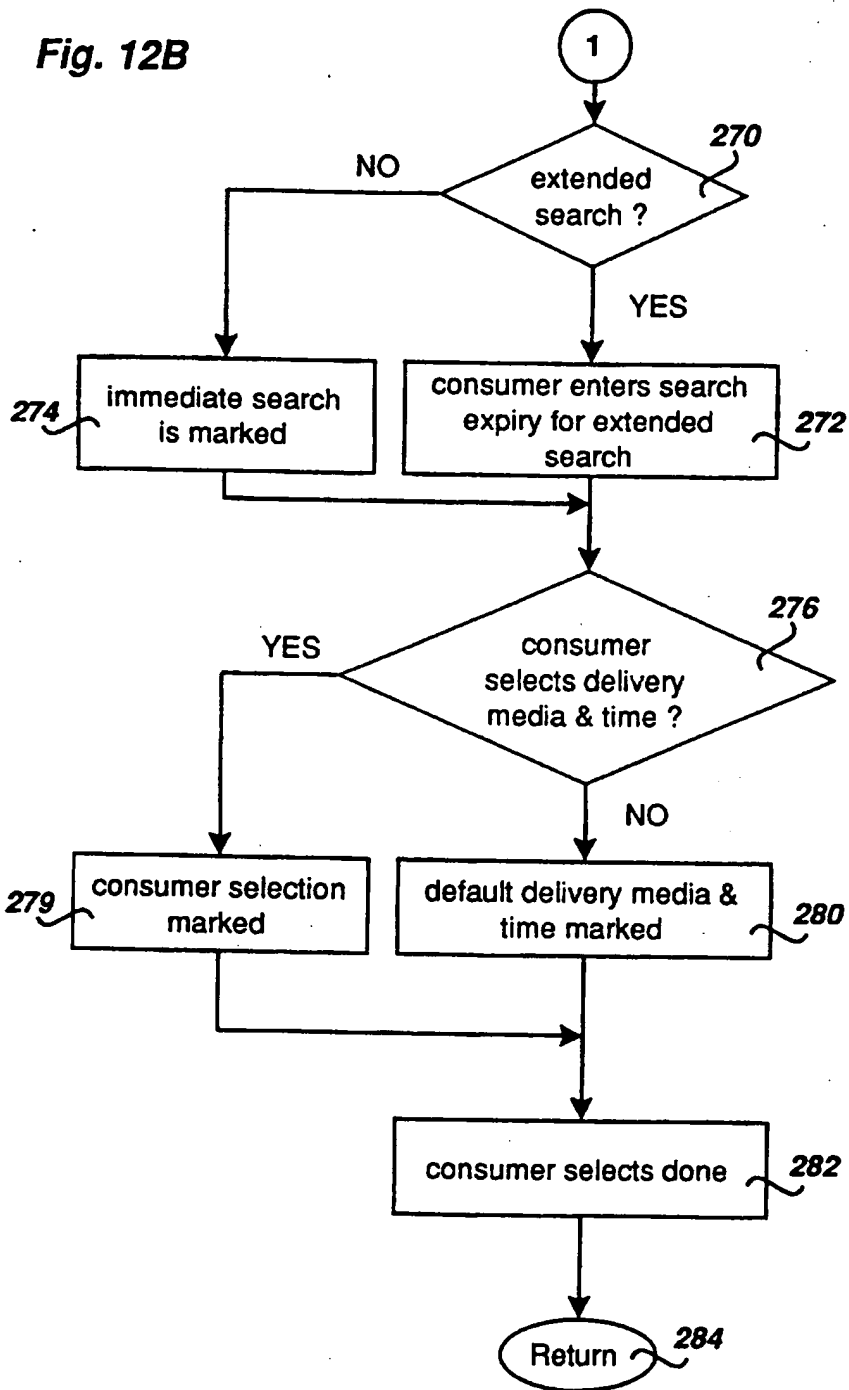 Fig. 12B
1
270
extended
search ?
NO
YES
274
immediate search
is marked
consumer enters search
expiry for extended
search
272
276
consumer
selects delivery
media & time ?
YES
NO
279
consumer selection
marked
default delivery media &
time marked
280
consumer selects done
282
Return
284